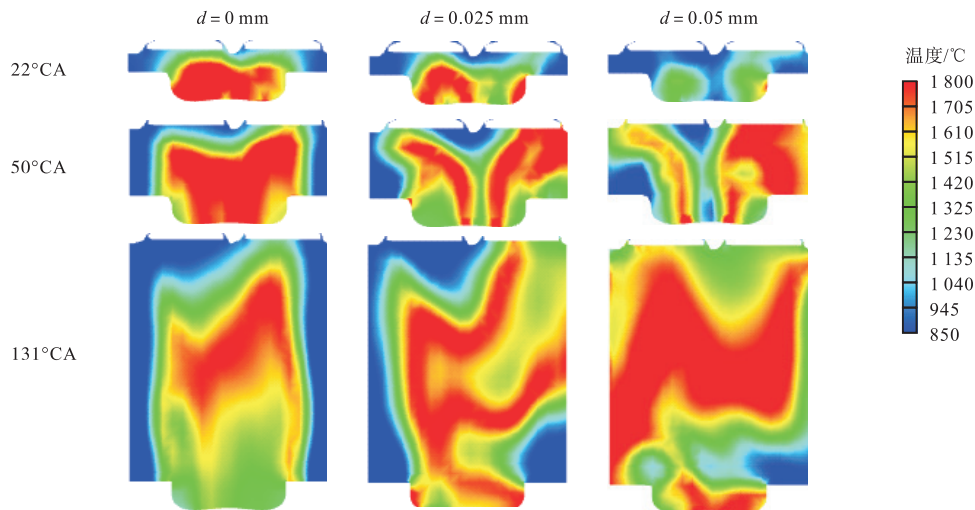 d = 0 mm
d = 0.025 mm
d = 0.05 mm
22°CA
50°CA
131°CA
温度/℃
1 800
1 705
1 610
1 515
1 420
1 325
1 230
1 135
1 040
945
850